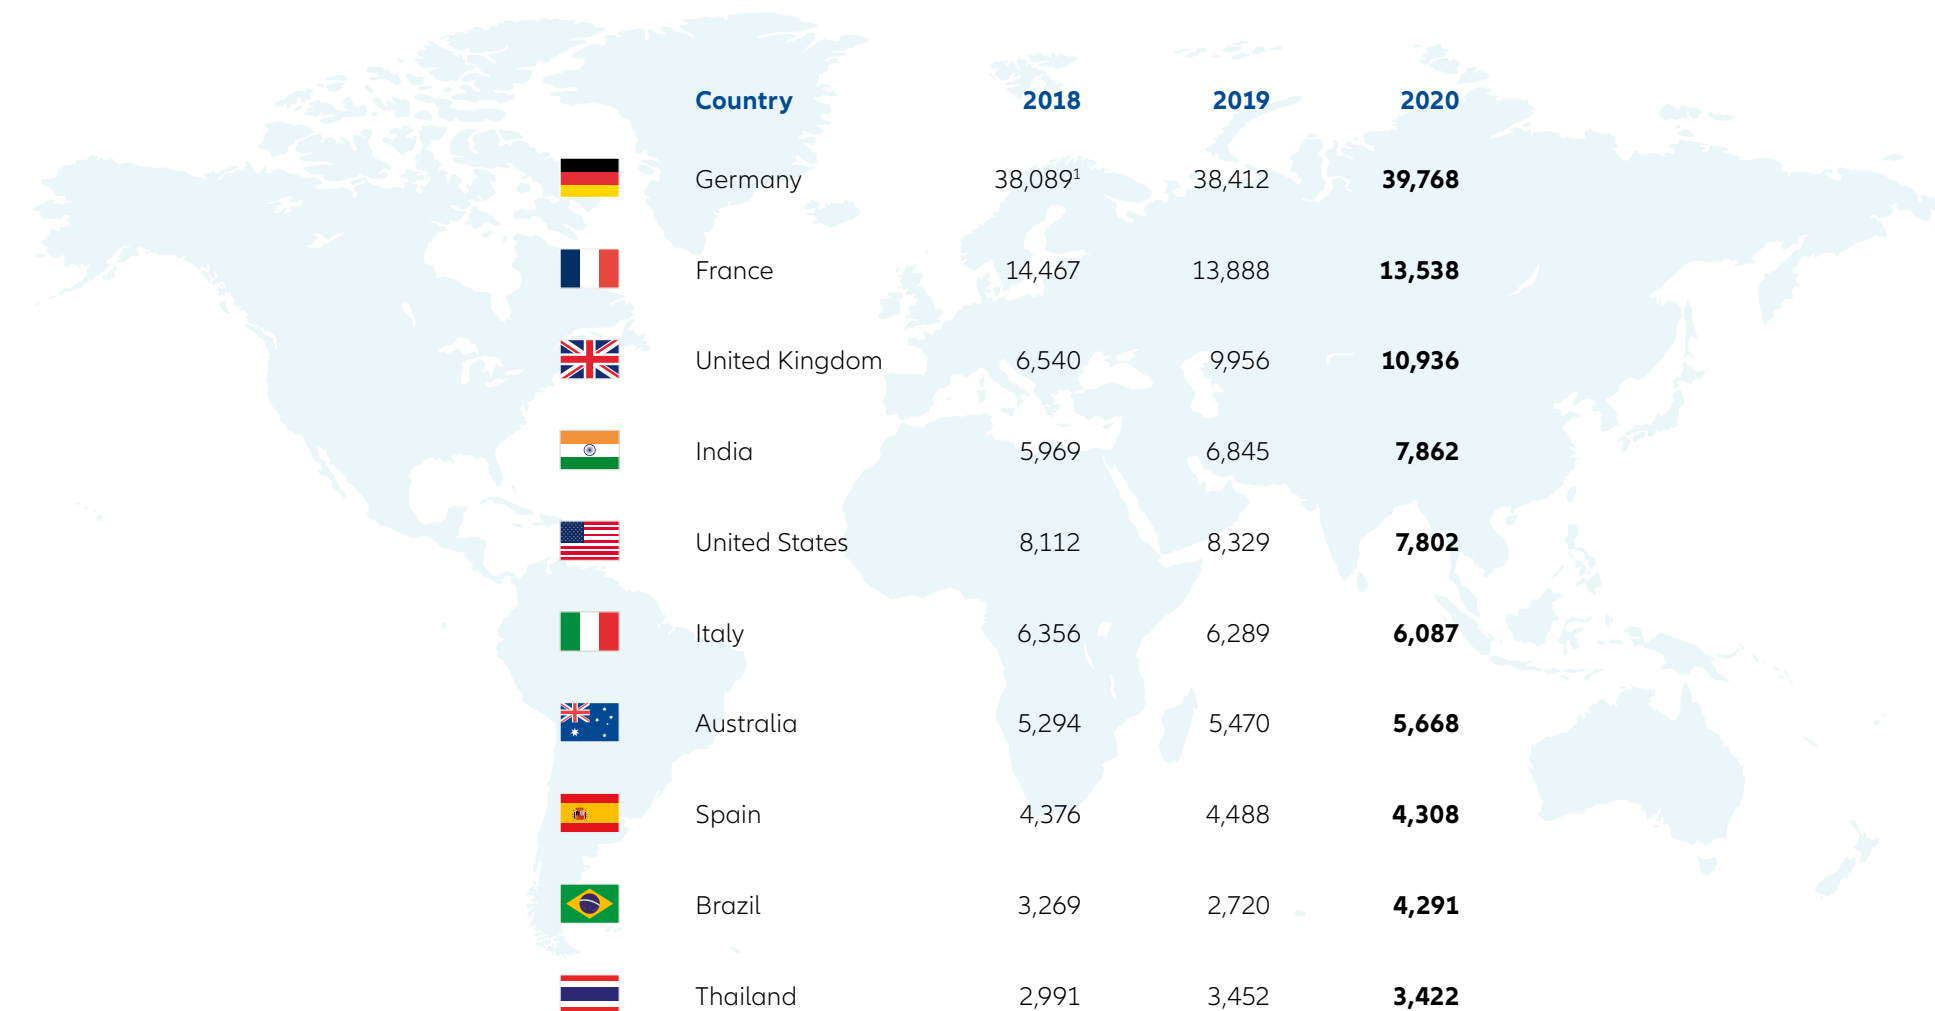 Country 2018 2019 2020
Germany 38,089¹ 38,412 39,768
France 14,467 13,888 13,538
United Kingdom 6,540 9,956 10,936
India 5,969 6,845 7,862
United States 8,112 8,329 7,802
Italy 6,356 6,289 6,087
Australia 5,294 5,470 5,668
Spain 4,376 4,488 4,308
Brazil 3,269 2,720 4,291
Thailand 2,991 3,452 3,422